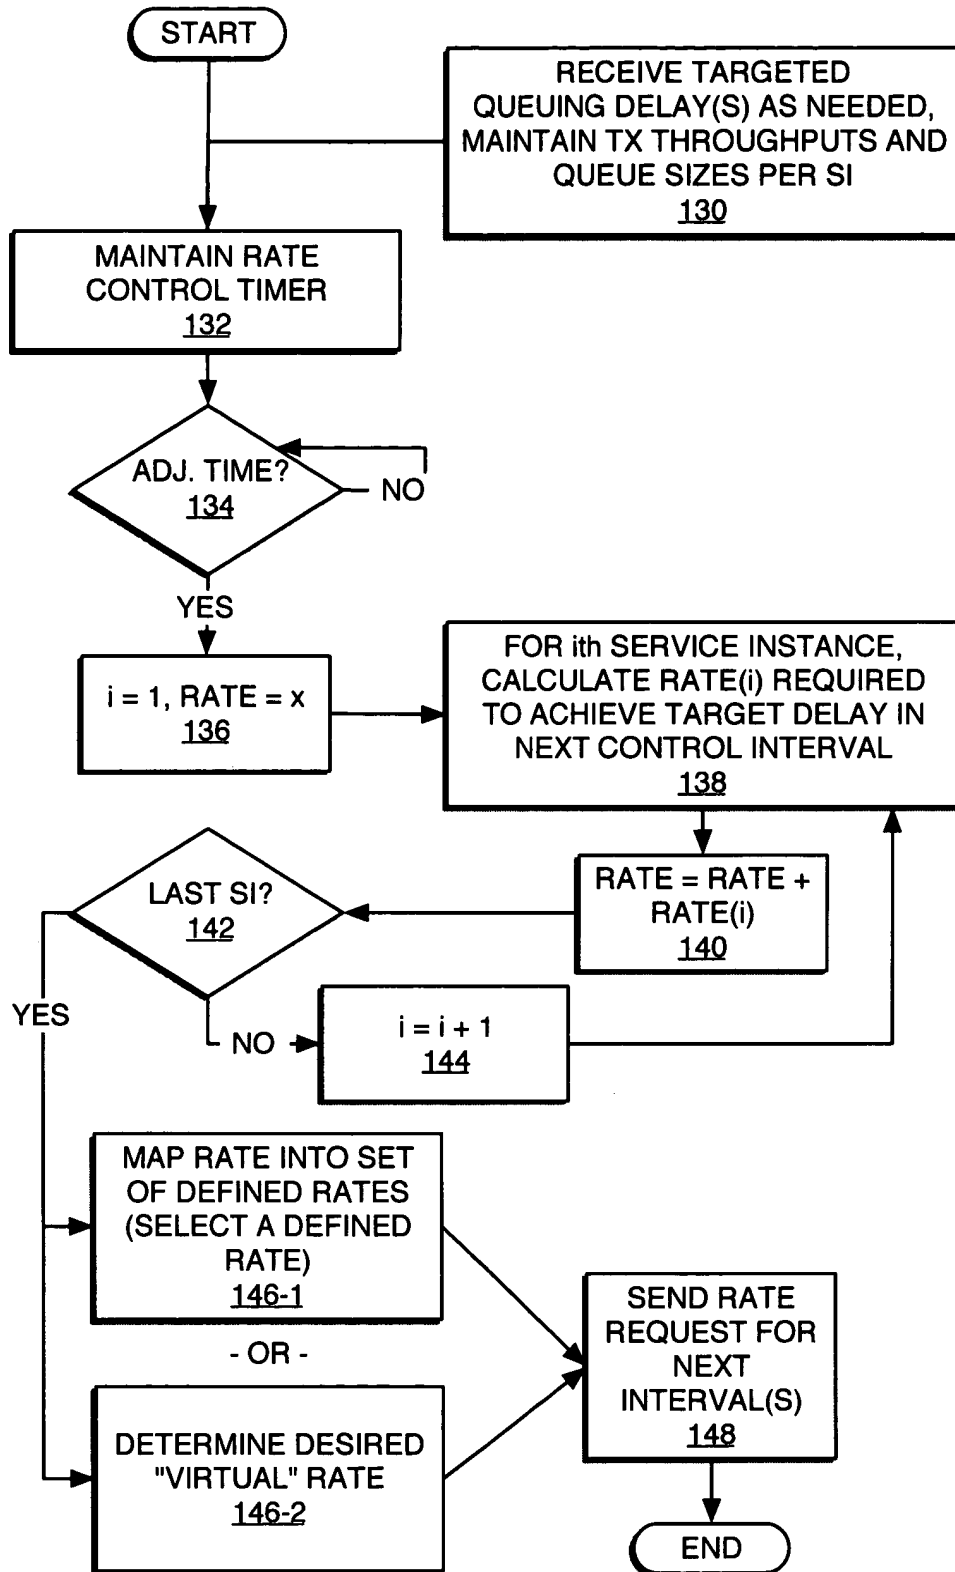 START
RECEIVE TARGETED
QUEUING DELAY(S) AS NEEDED,
MAINTAIN TX THROUGHPUTS AND
QUEUE SIZES PER SI
130
MAINTAIN RATE
CONTROL TIMER
132
ADJ. TIME?
134
NO
YES
i = 1, RATE = x
136
FOR ith SERVICE INSTANCE,
CALCULATE RATE(i) REQUIRED
TO ACHIEVE TARGET DELAY IN
NEXT CONTROL INTERVAL
138
RATE = RATE +
RATE(i)
140
LAST SI?
142
YES
NO
i = i + 1
144
MAP RATE INTO SET
OF DEFINED RATES
(SELECT A DEFINED
RATE)
146-1
- OR -
DETERMINE DESIRED
"VIRTUAL" RATE
146-2
SEND RATE
REQUEST FOR
NEXT
INTERVAL(S)
148
END